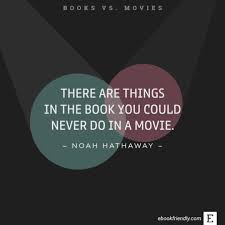 BOOKS VS. MOVIES
THERE ARE THINGS
IN THE BOOK YOU COULD
NEVER DO IN A MOVIE.
– NOAH HATHAWAY –
ebookfriendly.com E